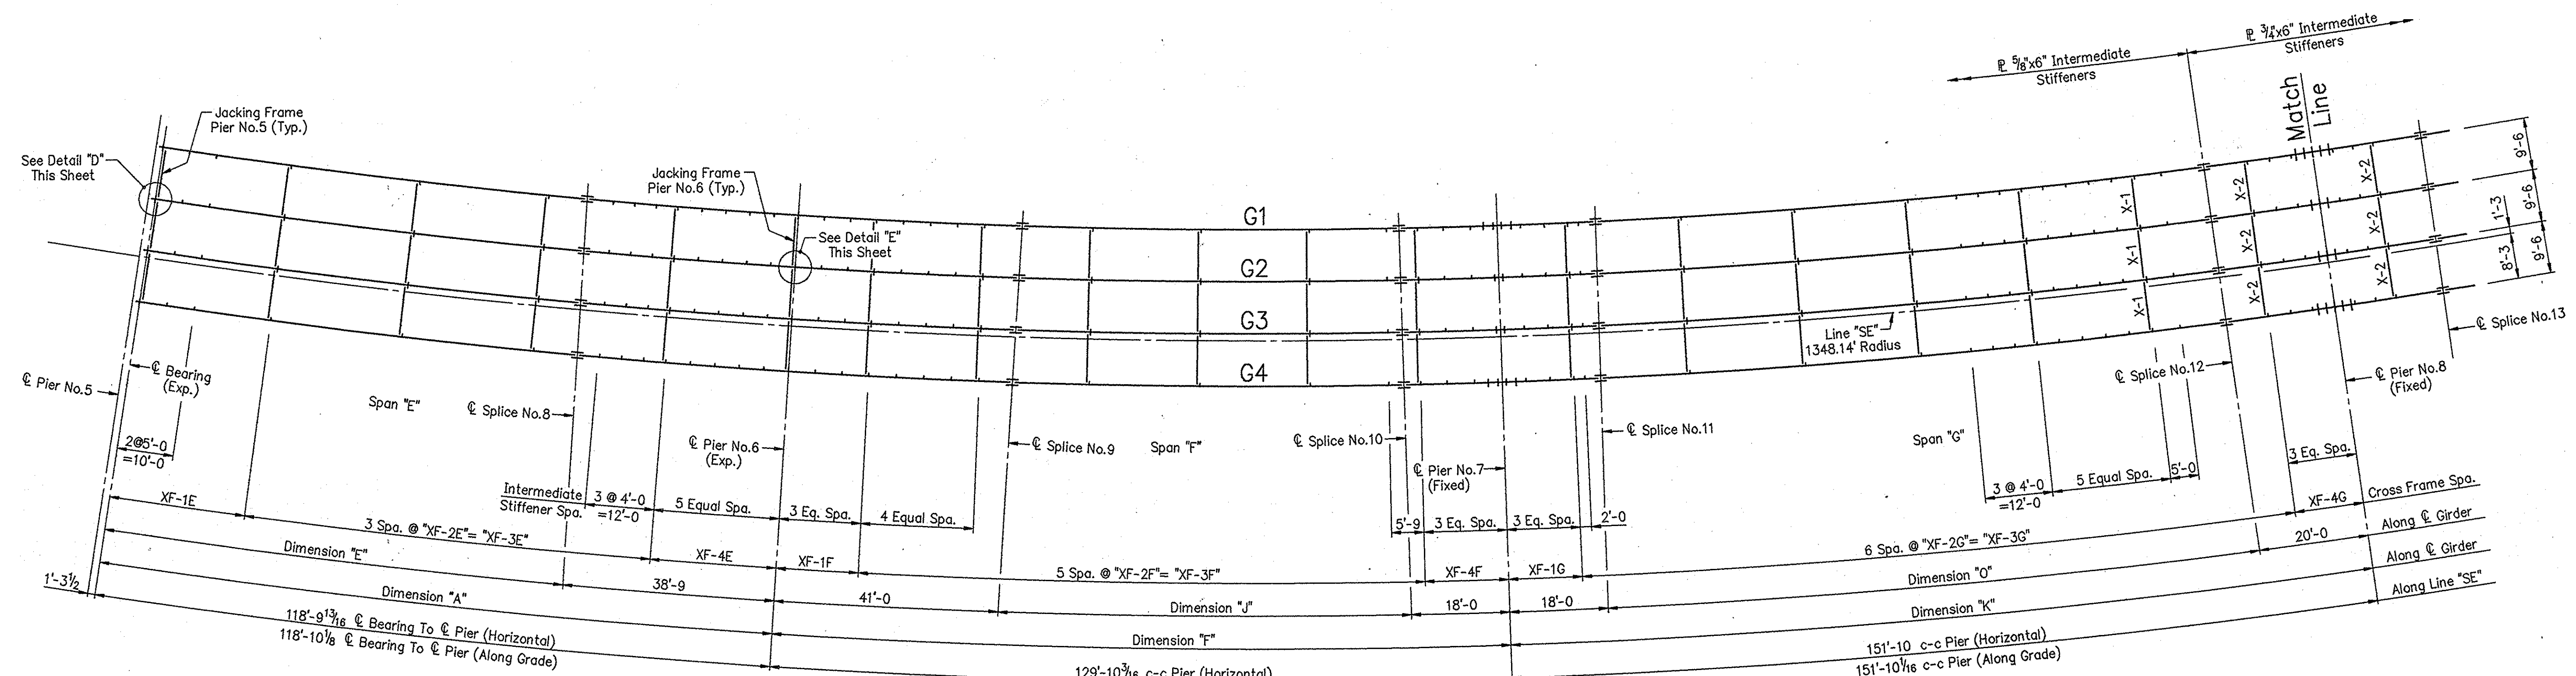 ℄ 3/4"x6" Intermediate
Stiffeners
℄ 5/8"x6" Intermediate
Stiffeners
Match
Line
Jacking Frame
Pier No.5 (Typ.)
See Detail "D"
This Sheet
Jacking Frame
Pier No.6 (Typ.)
See Detail "E"
This Sheet
G1
G2
G3
G4
X-1
X-1
X-1
X-2
X-2
X-2
X-2
X-2
X-2
9'-6
9'-6
9'-6
1'-3
8'-3
Line "SE"
1348.14' Radius
℄ Splice No.13
℄ Pier No.8
(Fixed)
℄ Splice No.12
℄ Bearing
(Exp.)
℄ Pier No.5
Span "E"
℄ Splice No.8
℄ Pier No.6
(Exp.)
℄ Splice No.9
Span "F"
℄ Splice No.10
℄ Pier No.7
(Fixed)
℄ Splice No.11
Span "G"
2@5'-0
=10'-0
Intermediate
Stiffener Spa.
3 @ 4'-0
=12'-0
5 Equal Spa.
3 Eq. Spa.
4 Equal Spa.
5'-9
3 Eq. Spa.
3 Eq. Spa.
2'-0
3 @ 4'-0
=12'-0
5 Equal Spa.
5'-0
3 Eq. Spa.
XF-1E
3 Spa. @ "XF-2E"= "XF-3E"
XF-4E
XF-1F
5 Spa. @ "XF-2F"= "XF-3F"
XF-4F
XF-1G
6 Spa. @ "XF-2G"= "XF-3G"
XF-4G
Cross Frame Spa.
Dimension "E"
38'-9
41'-0
Dimension "J"
18'-0
18'-0
Dimension "O"
20'-0
Along ℄ Girder
Dimension "A"
Dimension "F"
Dimension "K"
Along ℄ Girder
1'-3½
118'-9 13/16 ℄ Bearing To ℄ Pier (Horizontal)
118'-10 1/8 ℄ Bearing To ℄ Pier (Along Grade)
129'-10 3/16 c-c Pier (Horizontal)
151'-10 c-c Pier (Horizontal)
151'-10 1/16 c-c Pier (Along Grade)
Along Line "SE"